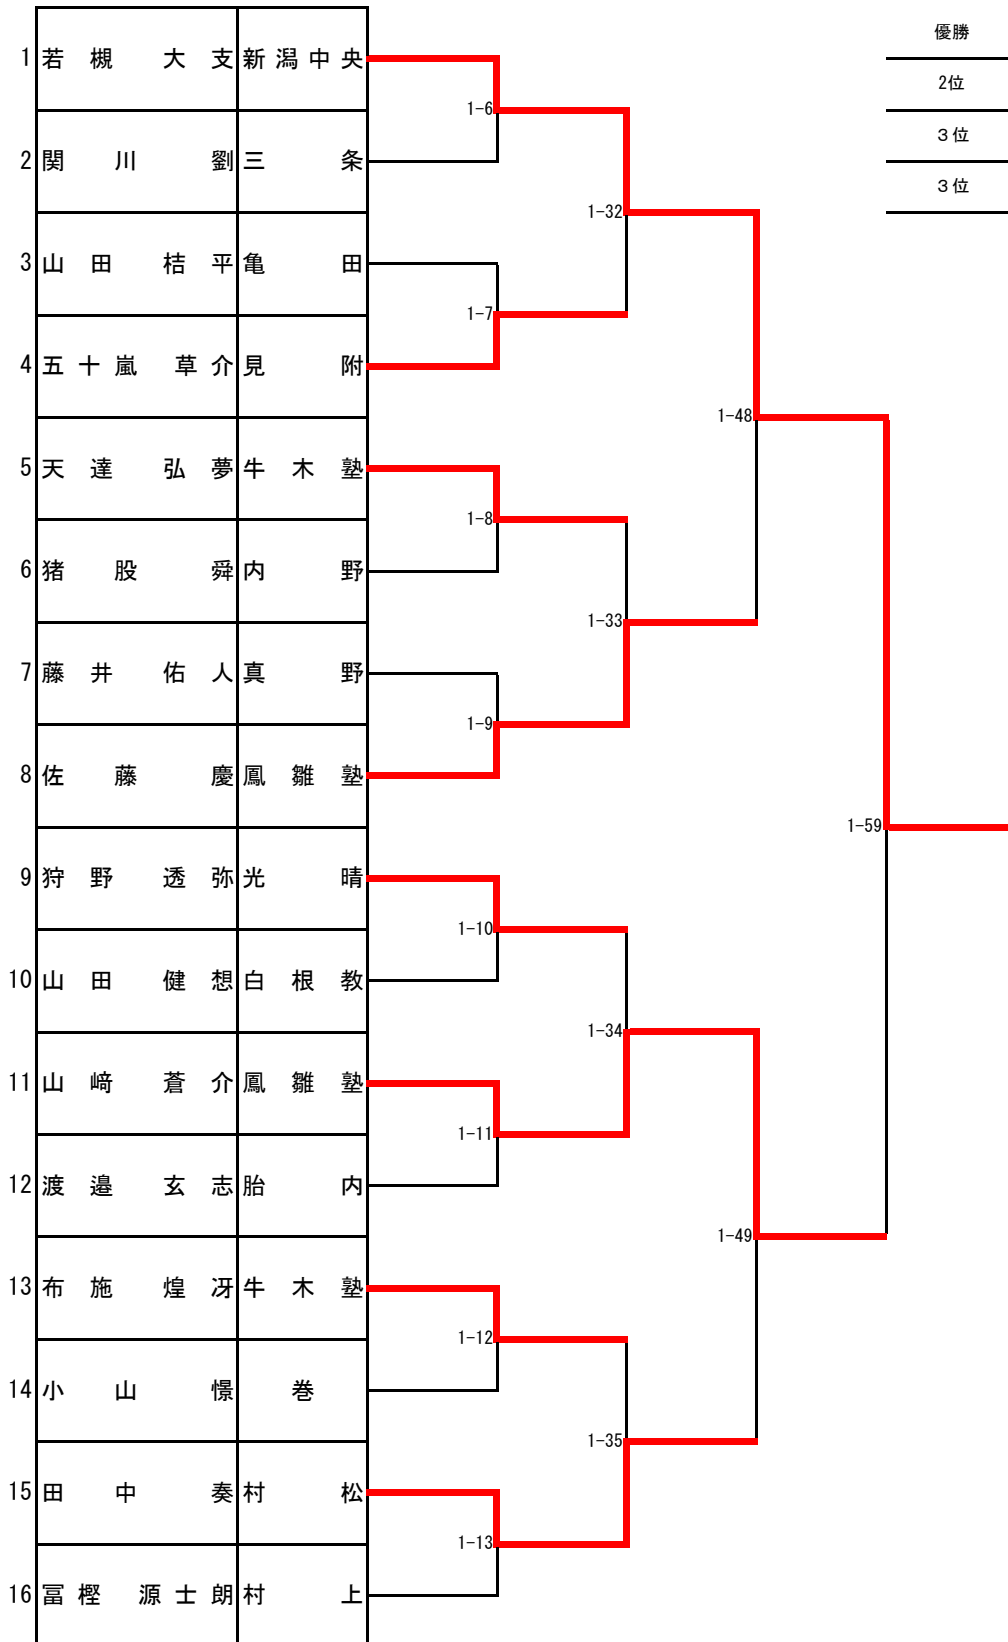 優勝
1 若槻 大支 新潟中央
2位
1-6
3位
2 関川 劉 三条
3位
1-32
3 山田 桔平 亀田
1-7
4 五十嵐 草介 見附
1-48
5 天達 弘夢 牛木塾
1-8
6 猪股 舜 内野
1-33
7 藤井 佑人 真野
1-9
8 佐藤 慶 鳳雛塾
1-59
9 狩野 透弥 光晴
1-10
10 山田 健想 白根教
1-34
11 山﨑 蒼介 鳳雛塾
1-11
12 渡邉 玄志 胎内
1-49
13 布施 煌冴 牛木塾
1-12
14 小山 憬 巻
1-35
15 田中 奏 村松
1-13
16 冨樫 源士朗 村上